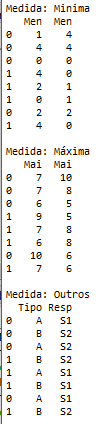 Medida: Minima
Men Men
0 1 4
0 4 4
0 0 0
1 4 0
1 2 1
1 0 1
0 2 2
1 4 0
Medida: Máxima
Mai Mai
0 7 10
0 7 8
0 6 5
1 9 5
1 7 8
1 6 8
0 10 6
1 7 6
Medida: Outros
Tipo Resp
0 A S1
0 B S2
0 A S2
1 B S2
1 A S1
1 B S1
0 A S1
1 B S2